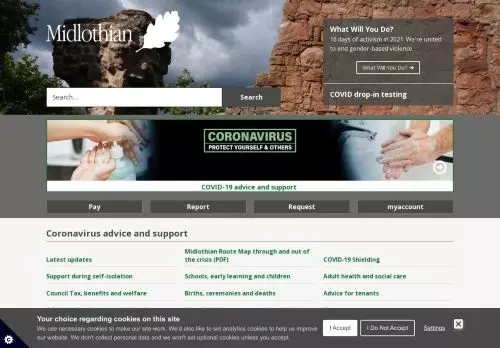 Midlothian
What Will You Do?
16 days of activism in 2021 We're united
to end gender-based violence.
What Will You Do? ➔
COVID drop-in testing
Search...
Search
CORONAVIRUS
PROTECT YOURSELF & OTHERS
COVID-19 advice and support
Pay
Report
Request
myaccount
Coronavirus advice and support
Latest updates
Midlothian Route Map through and out
of the crisis (PDF)
COVID-19 Shielding
Support during self-isolation
Schools, early learning and children
Adult health and social care
Council Tax, benefits and welfare
Births, ceremonies and deaths
Advice for tenants
Your choice regarding cookies on this site
We use necessary cookies to make our site work. We'd also like to set analytics cookies to help us improve
our website. We don't collect personal data and we won't set optional cookies unless you accept.
I Accept
I Do Not Accept
Settings